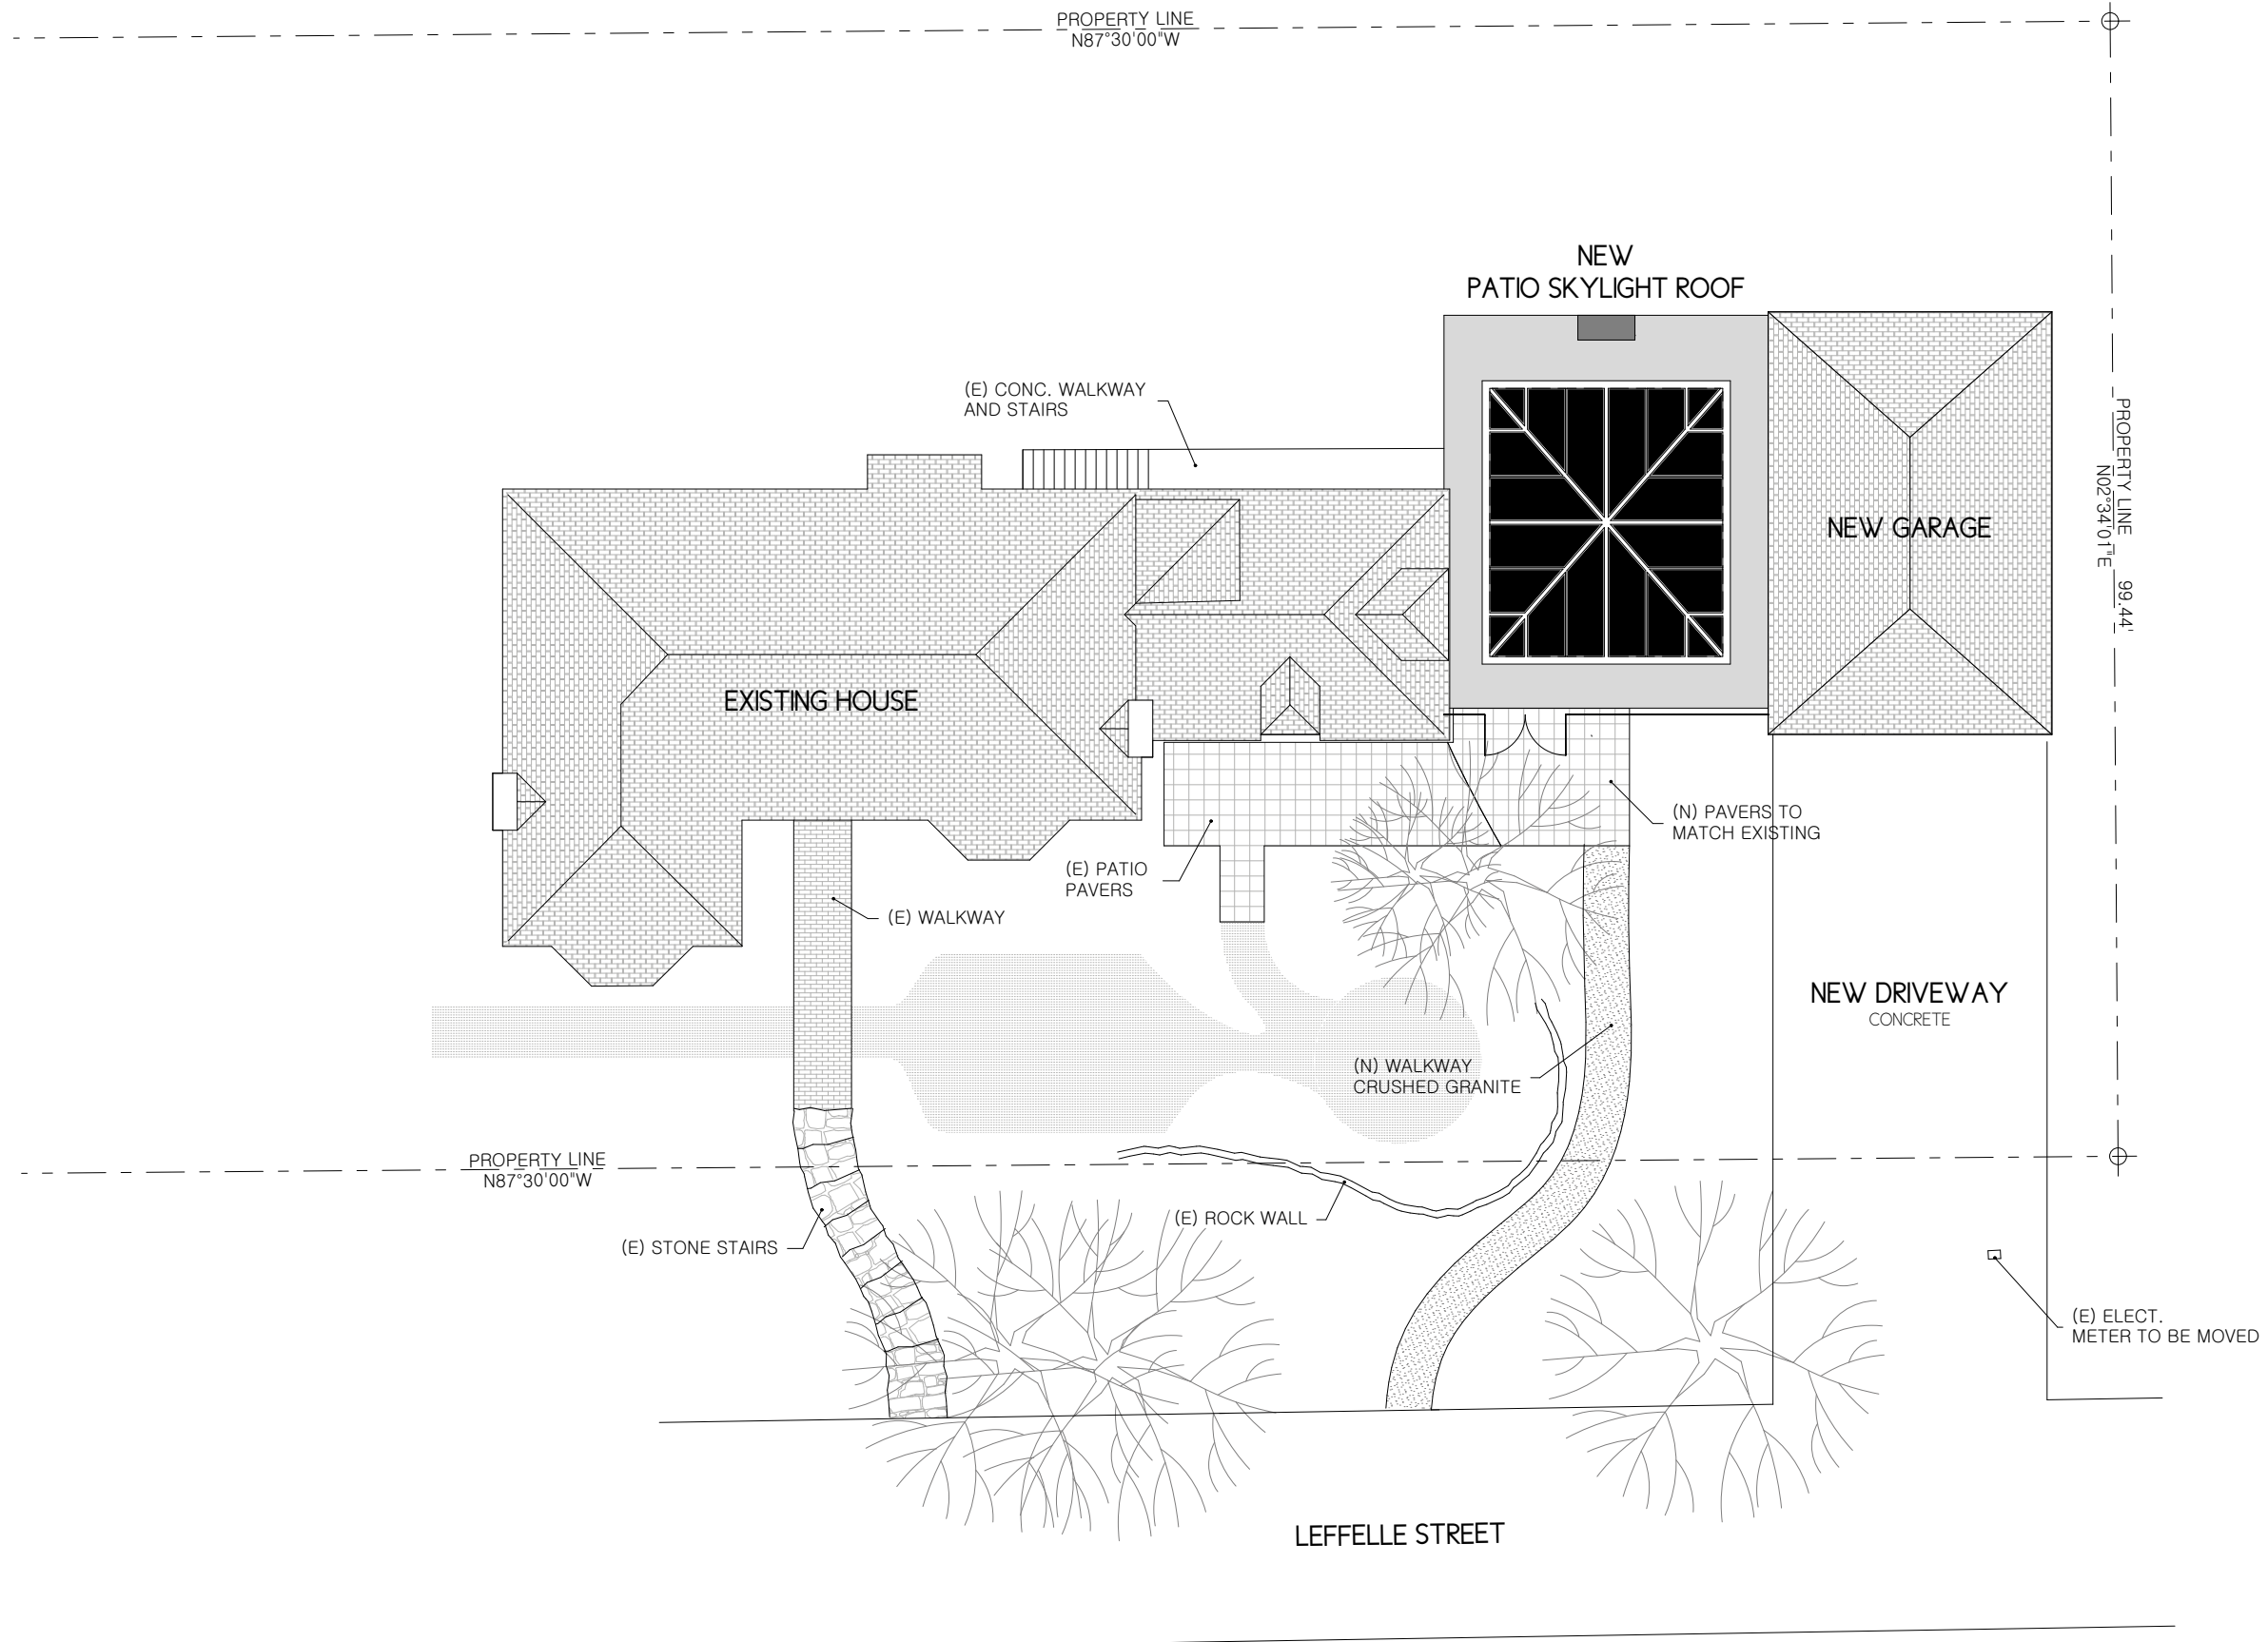 PROPERTY LINE
N87°30'00"W
NEW
PATIO SKYLIGHT ROOF
(E) CONC. WALKWAY
AND STAIRS
PROPERTY LINE 99.44'
N02°34'01"E
NEW GARAGE
EXISTING HOUSE
(N) PAVERS TO
MATCH EXISTING
(E) PATIO
PAVERS
(E) WALKWAY
NEW DRIVEWAY
CONCRETE
(N) WALKWAY
CRUSHED GRANITE
PROPERTY LINE
N87°30'00"W
(E) ROCK WALL
(E) STONE STAIRS
(E) ELECT.
METER TO BE MOVED
LEFFELLE STREET